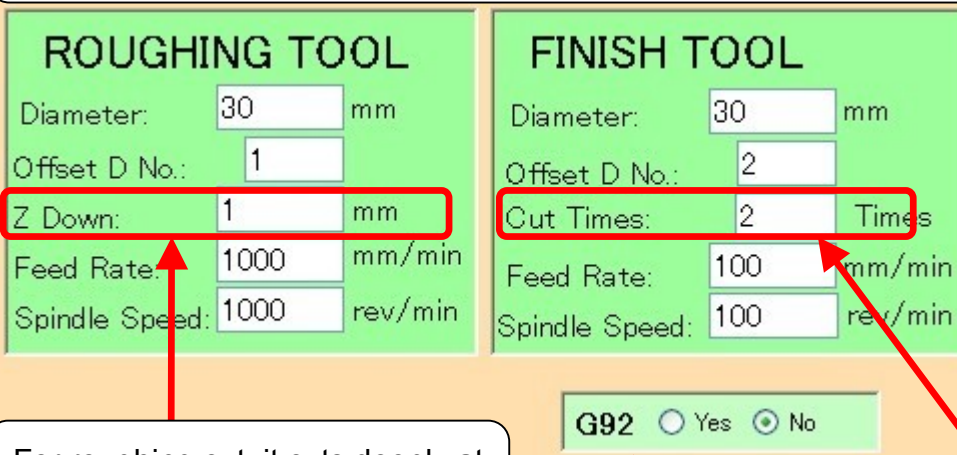 ROUGHING TOOL
Diameter: 30 mm
Offset D No.: 1
Z Down: 1 mm
Feed Rate: 1000 mm/min
Spindle Speed: 1000 rev/min
FINISH TOOL
Diameter: 30 mm
Offset D No.: 2
Cut Times: 2 Times
Feed Rate: 100 mm/min
Spindle Speed: 100 rev/min
G92 Yes No